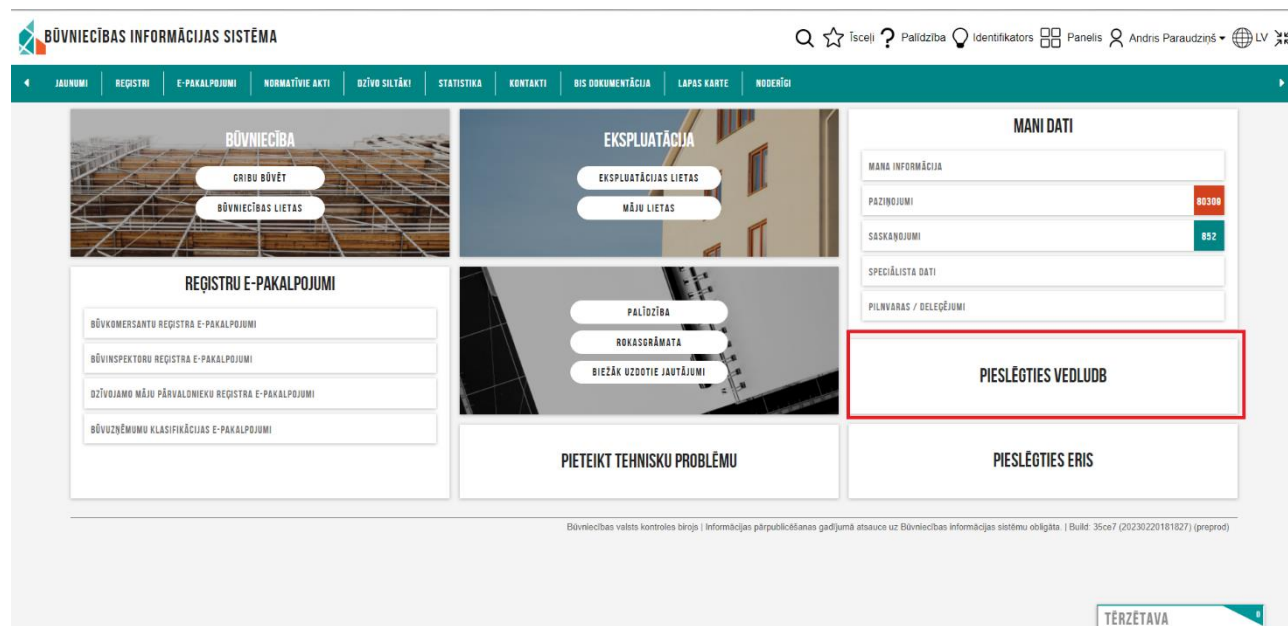 BŪVNIECĪBAS INFORMĀCIJAS SISTĒMA
Īsceļi Palīdzība Identifikators Panelis Andris Paraudziņš LV
JAUNUMI REĢISTRI E-PAKALPOJUMI NORMATĪVIE AKTI DZĪVO SILTĀK! STATISTIKA KONTAKTI BIS DOKUMENTĀCIJA LAPAS KARTE NODERĪGI
BŪVNIECĪBA
GRIBU BŪVĒT
BŪVNIECĪBAS LIETAS
EKSPLUATĀCIJA
EKSPLUATĀCIJAS LIETAS
MĀJU LIETAS
MANI DATI
MANA INFORMĀCIJA
PAZIŅOJUMI 80300
SASKAŅOJUMI 852
SPECIĀLISTA DATI
PILNVARAS / DELEĢĒJUMI
REĢISTRU E-PAKALPOJUMI
BŪVKOMERSANTU REĢISTRA E-PAKALPOJUMI
BŪVINSPEKTORU REĢISTRA E-PAKALPOJUMI
DZĪVOJAMO MĀJU PĀRVALDNIEKU REĢISTRA E-PAKALPOJUMI
BŪVUZŅĒMUMU KLASIFIKĀCIJAS E-PAKALPOJUMI
PALĪDZĪBA
ROKASGRĀMATA
BIEŽĀK UZDOTIE JAUTĀJUMI
PIESLĒGTIES VEDLUDB
PIETEIKT TEHNISKU PROBLĒMU
PIESLĒGTIES ERIS
Būvniecības valsts kontroles birojs | Informācijas pārpublicēšanas gadījumā atsauce uz Būvniecības informācijas sistēmu obligāta. | Build: 35ce7 (20230220181827) (preprod)
TĒRZĒTAVA 0